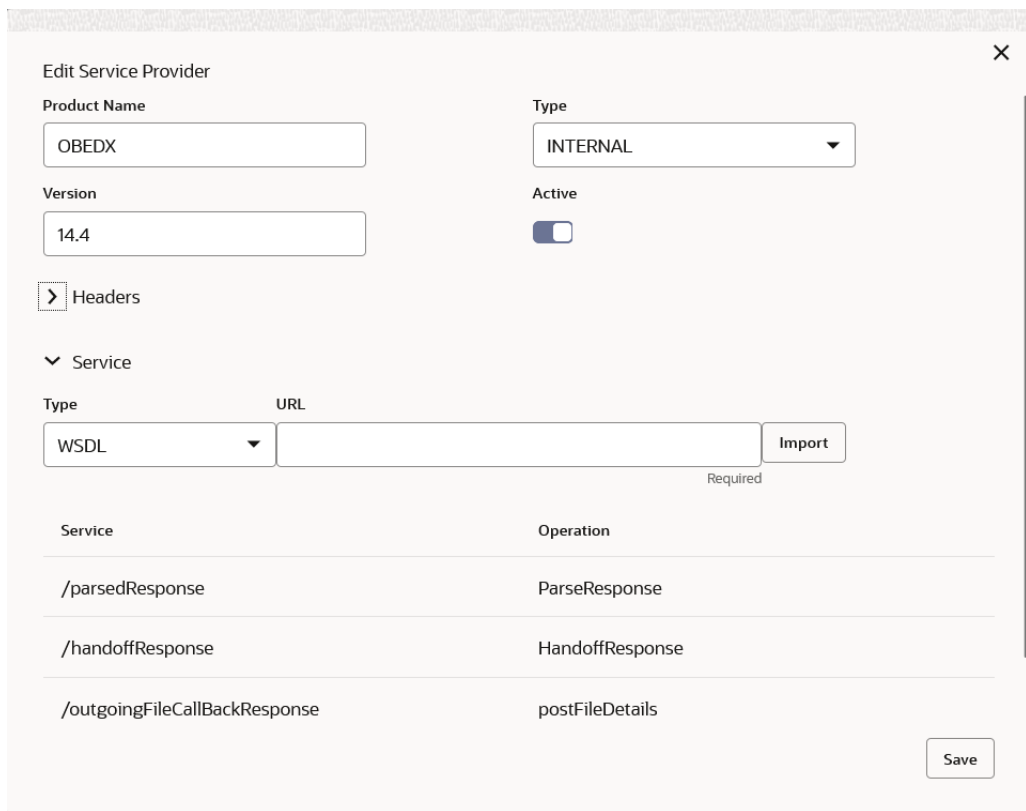 Edit Service Provider
Product Name
Type
OBEDX
INTERNAL
Version
Active
14.4
Headers
Service
Type
URL
WSDL
Import
Required
Service
Operation
/parsedResponse
ParseResponse
/handoffResponse
HandoffResponse
/outgoingFileCallBackResponse
postFileDetails
Save